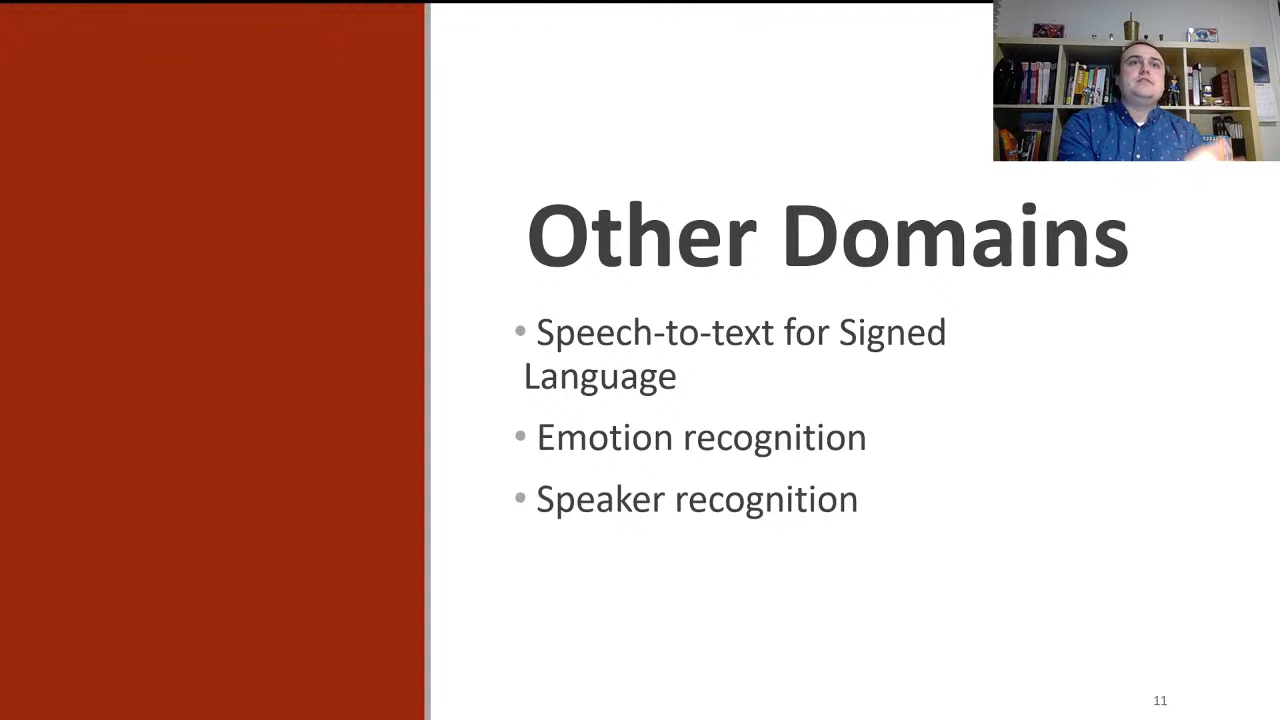 Other Domains
• Speech-to-text for Signed
Language
• Emotion recognition
• Speaker recognition
11